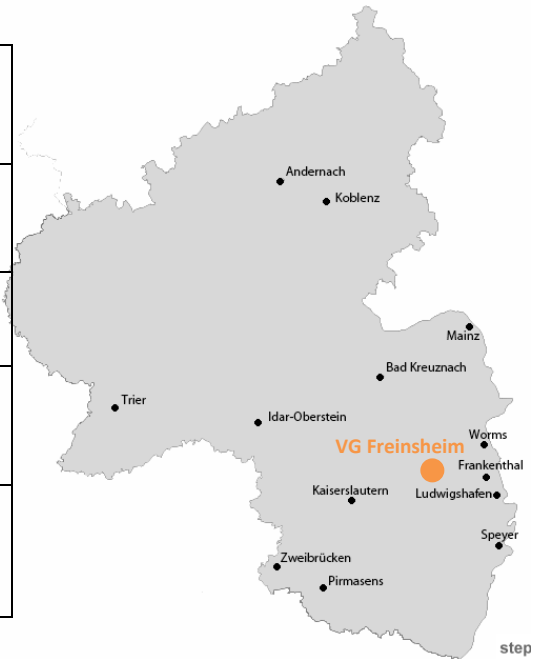 Andernach
Koblenz
Mainz
Bad Kreuznach
Trier
Idar-Oberstein
Worms
VG Freinsheim
Frankenthal
Kaiserslautern
Ludwigshafen
Speyer
Zweibrücken
Pirmasens
step